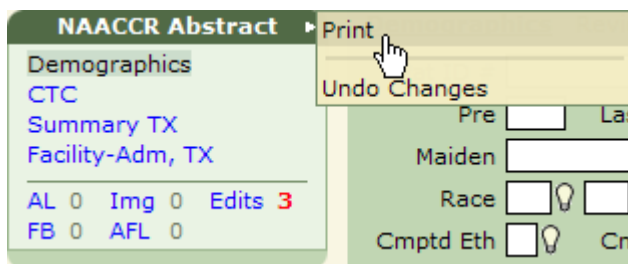 NAACCR Abstract
Demographics
CTC
Summary TX
Facility-Adm, TX
AL 0 Img 0 Edits 3
FB 0 AFL 0
Print
Undo Changes
Pre
Maiden
Race
Cmptd Eth